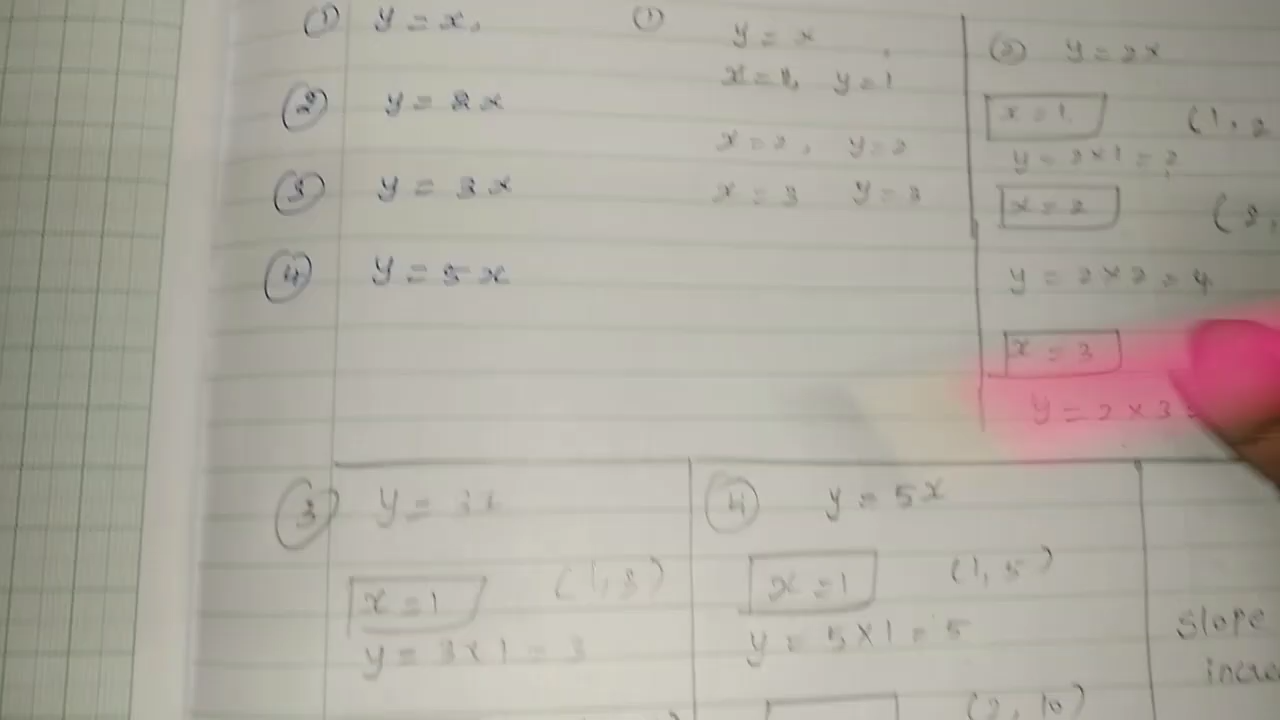 (1) y = x,
(2) y = 2x
(3) y = 3x
(4) y = 5x
(1) y = x
x = 1, y = 1
x = 2, y = 2
x = 3 y = 3
(2) y = 2x
x = 1 (1, 2
y = 2 × 1 = 2
x = 2 (2,
y = 2 × 2 = 4
x = 3
y = 2 × 3 =
(3) y = 3x
x = 1 (1, 3)
y = 3 × 1 = 3
(4) y = 5x
x = 1 (1, 5)
y = 5 × 1 = 5
(2, 10)
slope